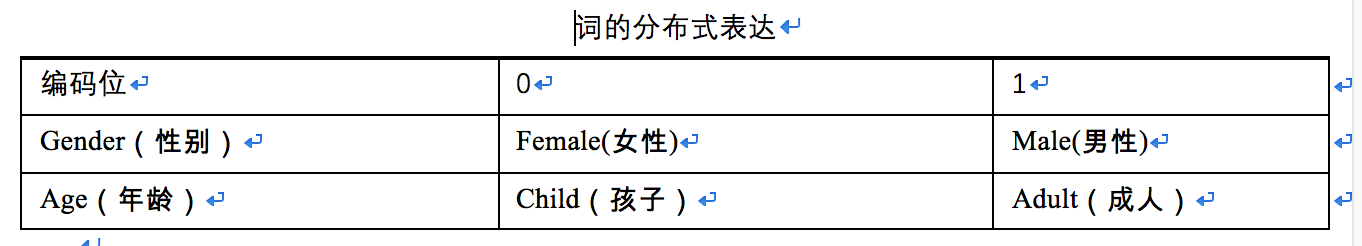 词的分布式表达
编码位 0 1
Gender（性别） Female(女性) Male(男性)
Age（年龄） Child（孩子） Adult（成人）